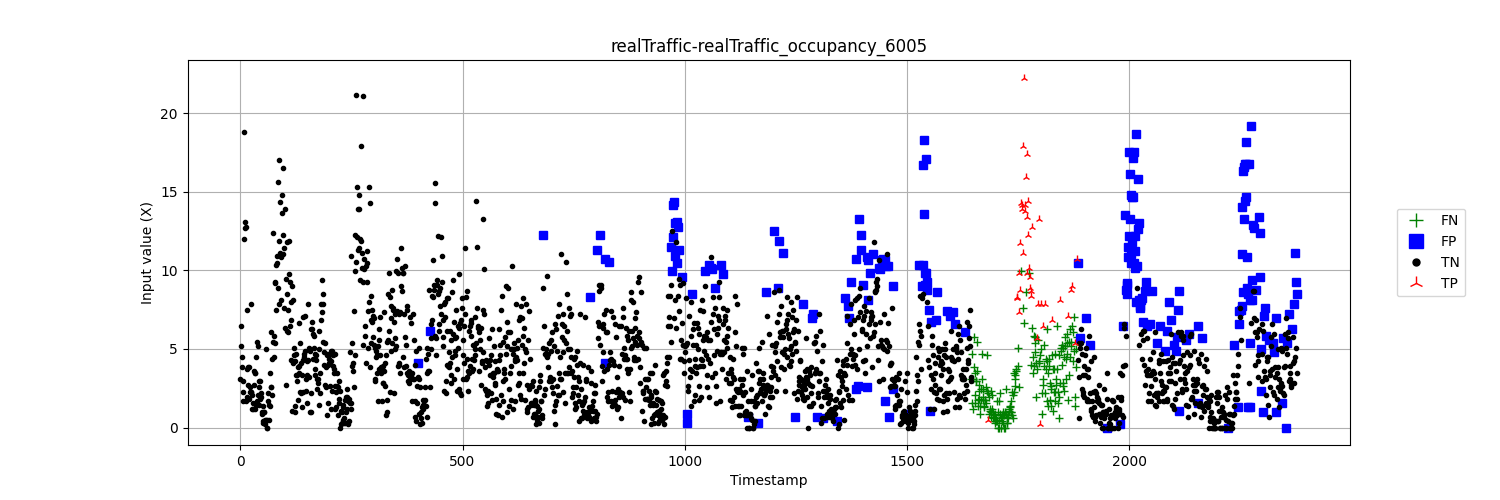 realTraffic-realTraffic_occupancy_6005
Input value (X)
20
15
10
5
0
0 500 1000 1500 2000
Timestamp
FN
FP
TN
TP